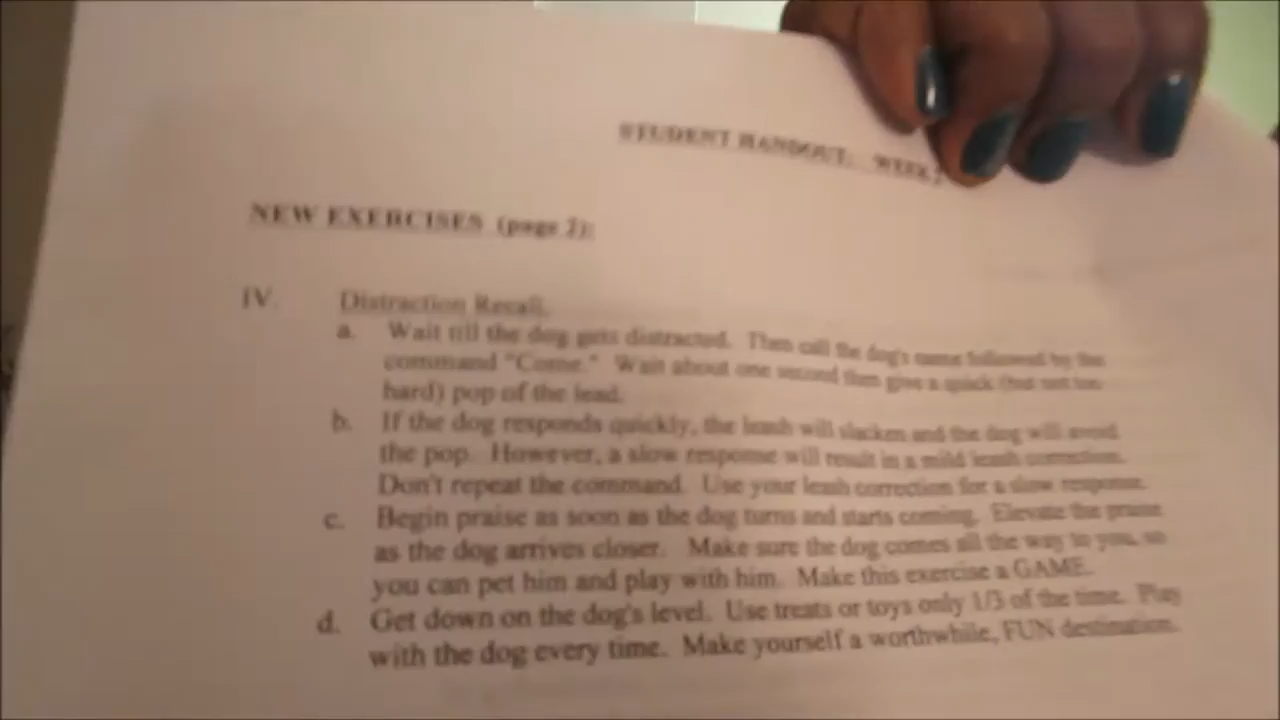 STUDENT HANDOUT: WEEK
NEW EXERCISES (page 2):
IV. Distraction Recall.
a. Wait till the dog gets distracted. Then call the dog's name followed by the
command "Come." Wait about one second then give a quick (but not too
hard) pop of the lead.
b. If the dog responds quickly, the leash will slacken and the dog will avoid
the pop. However, a slow response will result in a mild leash correction.
Don't repeat the command. Use your leash correction for a slow response.
c. Begin praise as soon as the dog turns and starts coming. Elevate the praise
as the dog arrives closer. Make sure the dog comes all the way to you, so
you can pet him and play with him. Make this exercise a GAME.
d. Get down on the dog's level. Use treats or toys only 1/3 of the time. Play
with the dog every time. Make yourself a worthwhile, FUN destination.